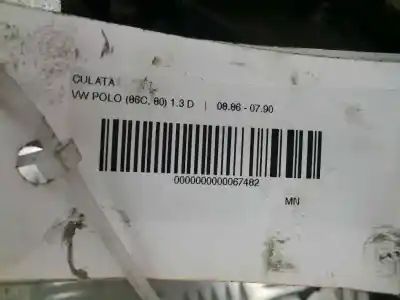 CULATA
VW POLO (86C, 80) 1.3 D | 08.86 - 07.90
0000000000067482
MN